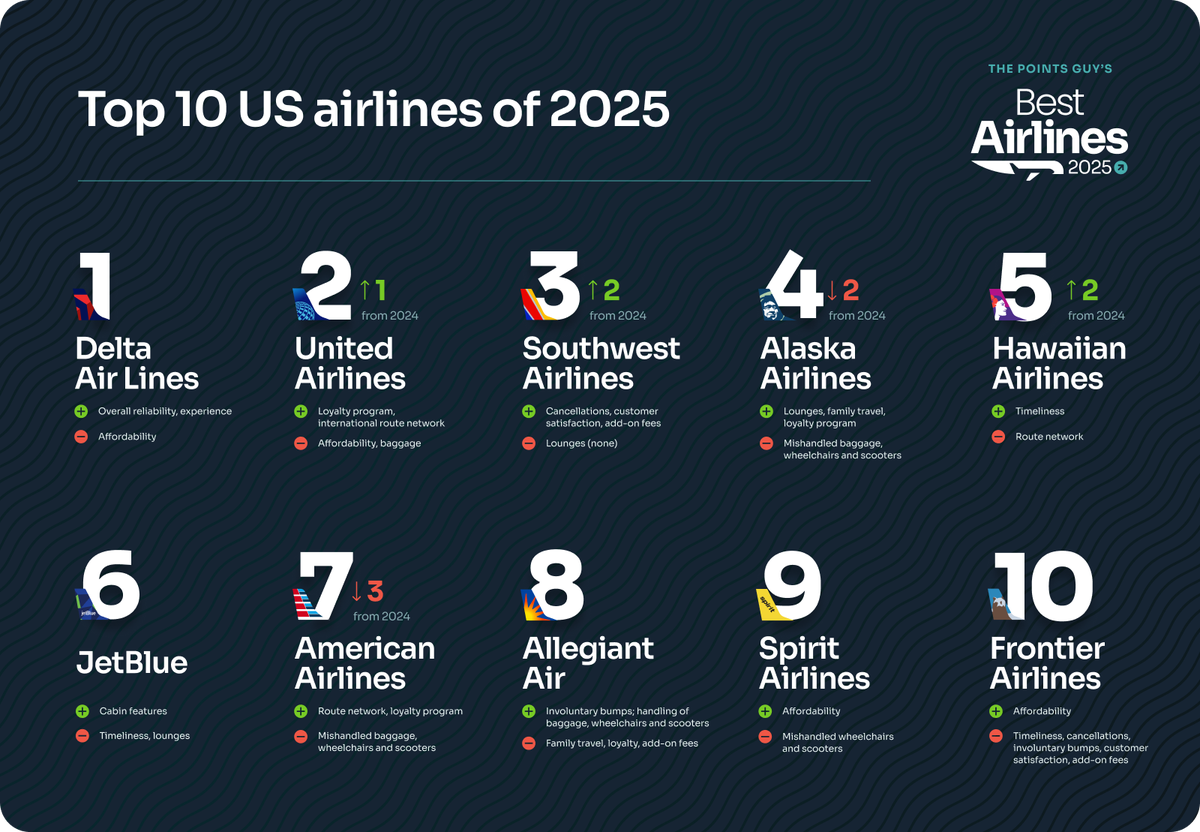 THE POINTS GUY'S
Top 10 US airlines of 2025
Best
Airlines
2025
1
Delta
Air Lines
Overall reliability, experience
Affordability
2
↑1
from 2024
United
Airlines
Loyalty program,
international route network
Affordability, baggage
3
↑2
from 2024
Southwest
Airlines
Cancellations, customer
satisfaction, add-on fees
Lounges (none)
4
↓2
from 2024
Alaska
Airlines
Lounges, family travel,
loyalty program
Mishandled baggage,
wheelchairs and scooters
5
↑2
from 2024
Hawaiian
Airlines
Timeliness
Route network
6
jetBlue
JetBlue
Cabin features
Timeliness, lounges
7
↓3
from 2024
American
Airlines
Route network, loyalty program
Mishandled baggage,
wheelchairs and scooters
8
Allegiant
Air
Involuntary bumps; handling of
baggage, wheelchairs and scooters
Family travel, loyalty, add-on fees
9
spirit
Spirit
Airlines
Affordability
Mishandled wheelchairs
and scooters
10
Frontier
Airlines
Affordability
Timeliness, cancellations,
involuntary bumps, customer
satisfaction, add-on fees